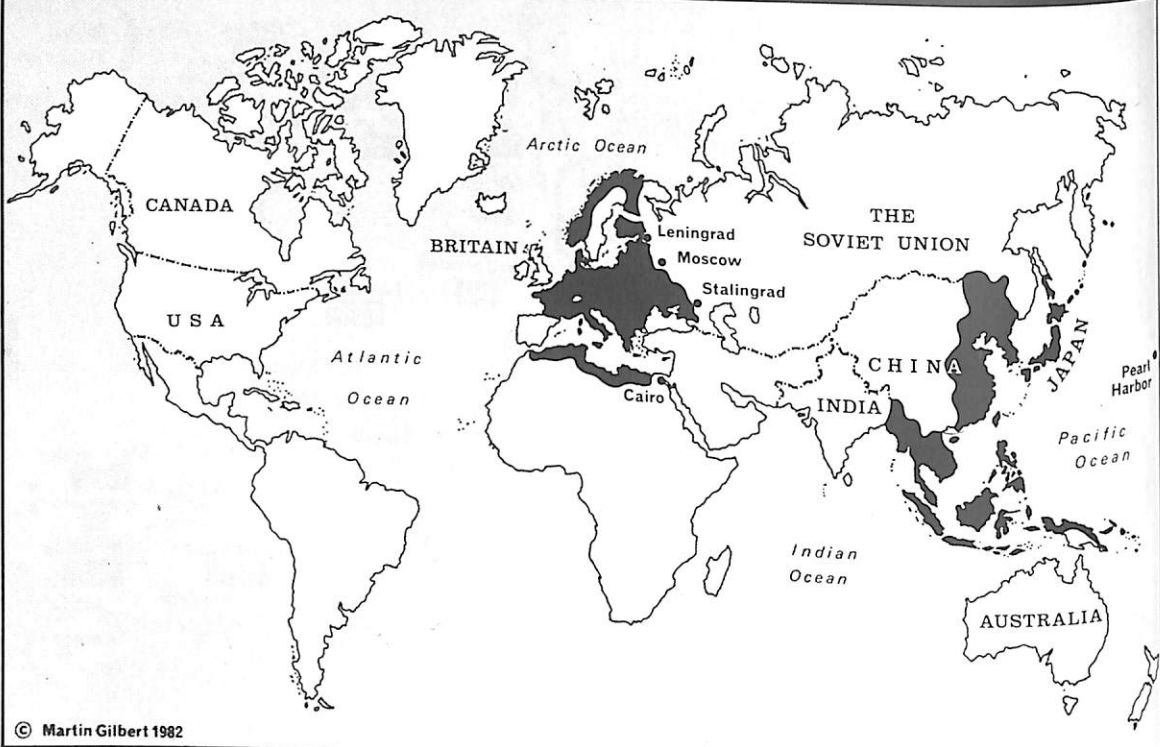 Arctic Ocean
CANADA
THE
SOVIET UNION
BRITAIN
Leningrad
Moscow
Stalingrad
USA
Atlantic
Ocean
CHINA
JAPAN
Pearl
Harbor
Cairo
INDIA
Pacific
Ocean
Indian
Ocean
AUSTRALIA
© Martin Gilbert 1982